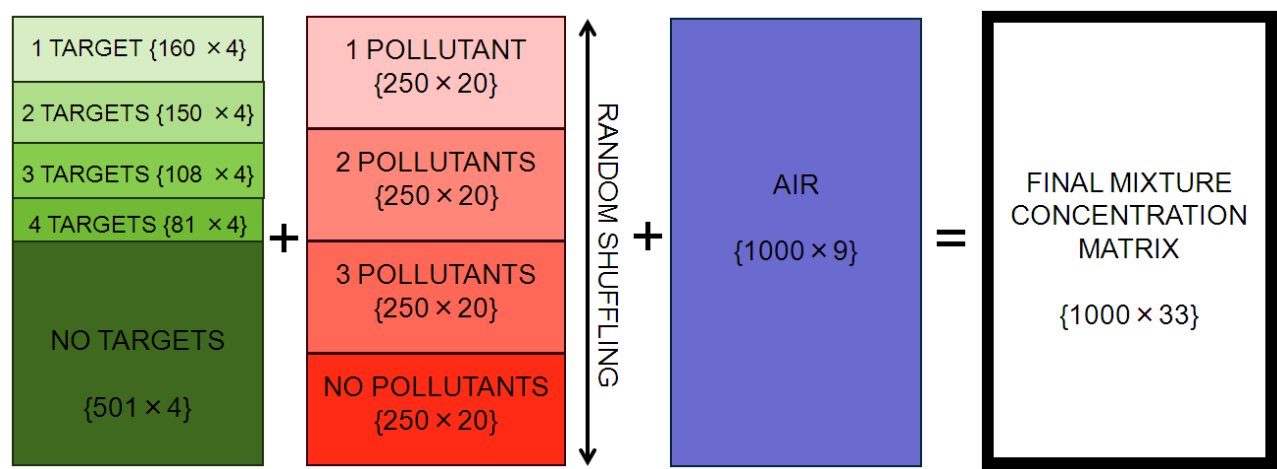 1 TARGET {160 × 4}
2 TARGETS {150 × 4}
3 TARGETS {108 × 4}
4 TARGETS {81 × 4}
NO TARGETS
{501 × 4}
+
1 POLLUTANT
{250 × 20}
2 POLLUTANTS
{250 × 20}
3 POLLUTANTS
{250 × 20}
NO POLLUTANTS
{250 × 20}
RANDOM SHUFFLING
+
AIR
{1000 × 9}
=
FINAL MIXTURE
CONCENTRATION
MATRIX
{1000 × 33}